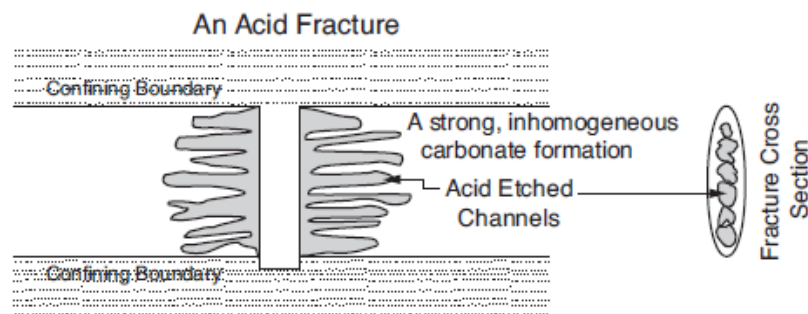 An Acid Fracture
Confining Boundary
A strong, inhomogeneous
carbonate formation
Acid Etched
Channels
Confining Boundary
Fracture Cross
Section